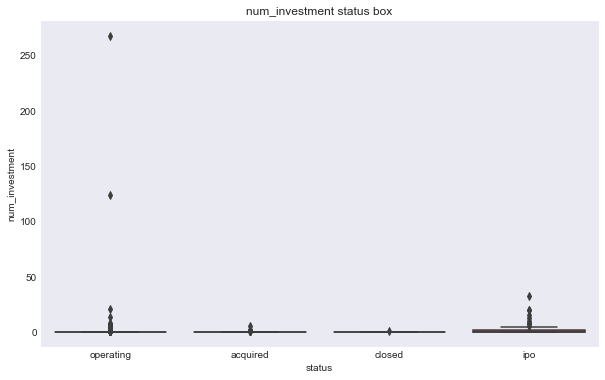 num_investment status box
num_investment
250
200
150
100
50
0
operating acquired closed ipo
status